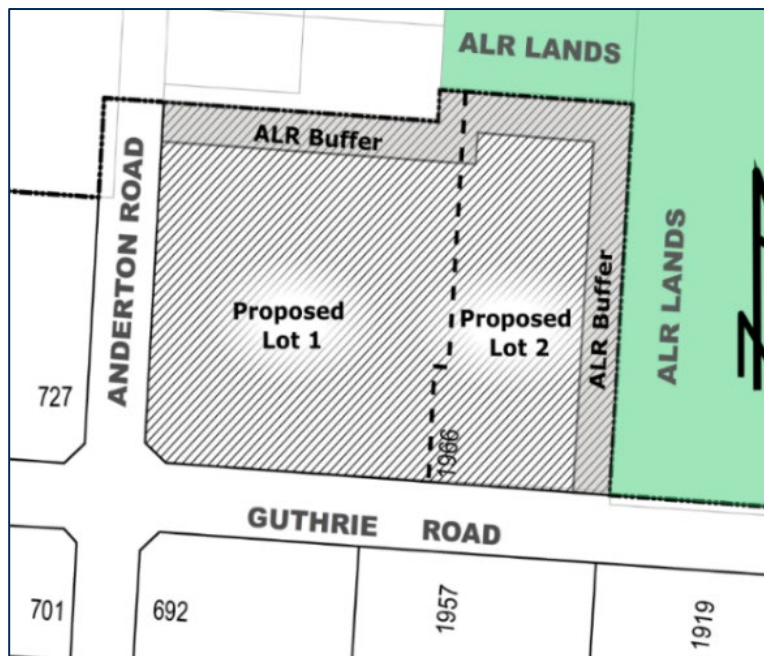 ALR LANDS
ALR Buffer
ANDERTON ROAD
Proposed
Lot 1
Proposed
Lot 2
ALR Buffer
ALR LANDS
727
1966
GUTHRIE ROAD
701
692
1957
1919